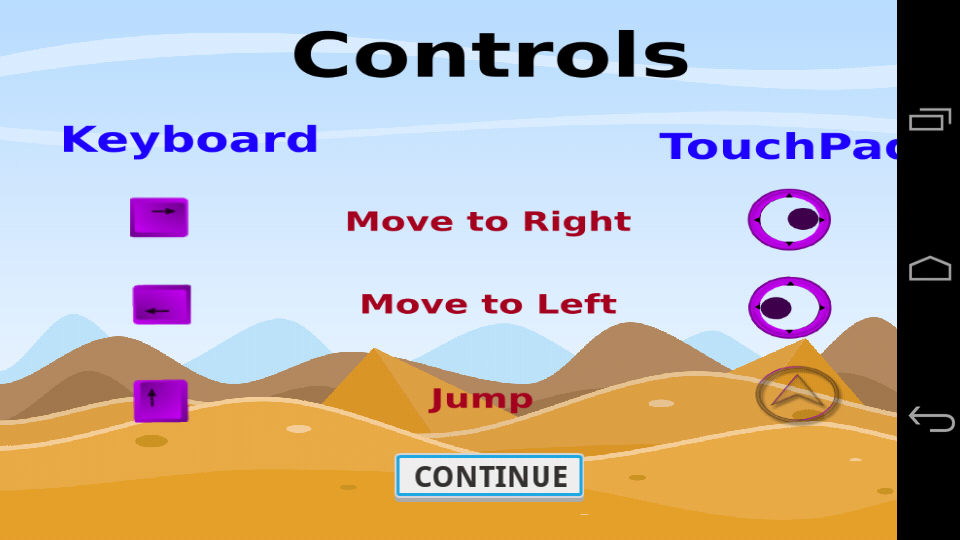 Controls
Keyboard
TouchPad
Move to Right
Move to Left
Jump
CONTINUE